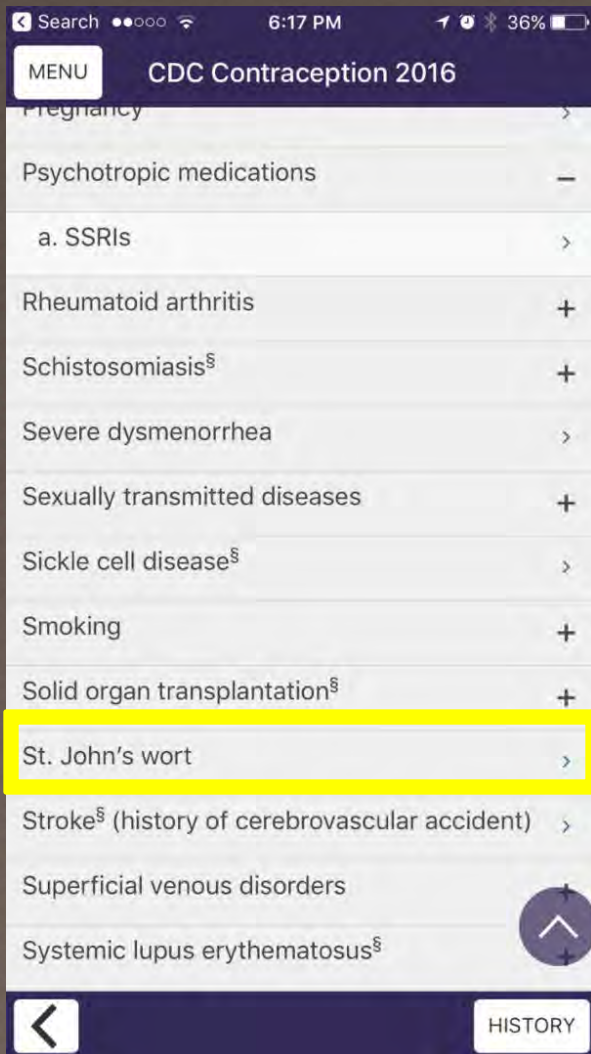 Search 6:17 PM 36%
MENU CDC Contraception 2016
Pregnancy
Psychotropic medications
a. SSRIs
Rheumatoid arthritis
Schistosomiasis§
Severe dysmenorrhea
Sexually transmitted diseases
Sickle cell disease§
Smoking
Solid organ transplantation§
St. John’s wort
Stroke§ (history of cerebrovascular accident)
Superficial venous disorders
Systemic lupus erythematosus§
HISTORY